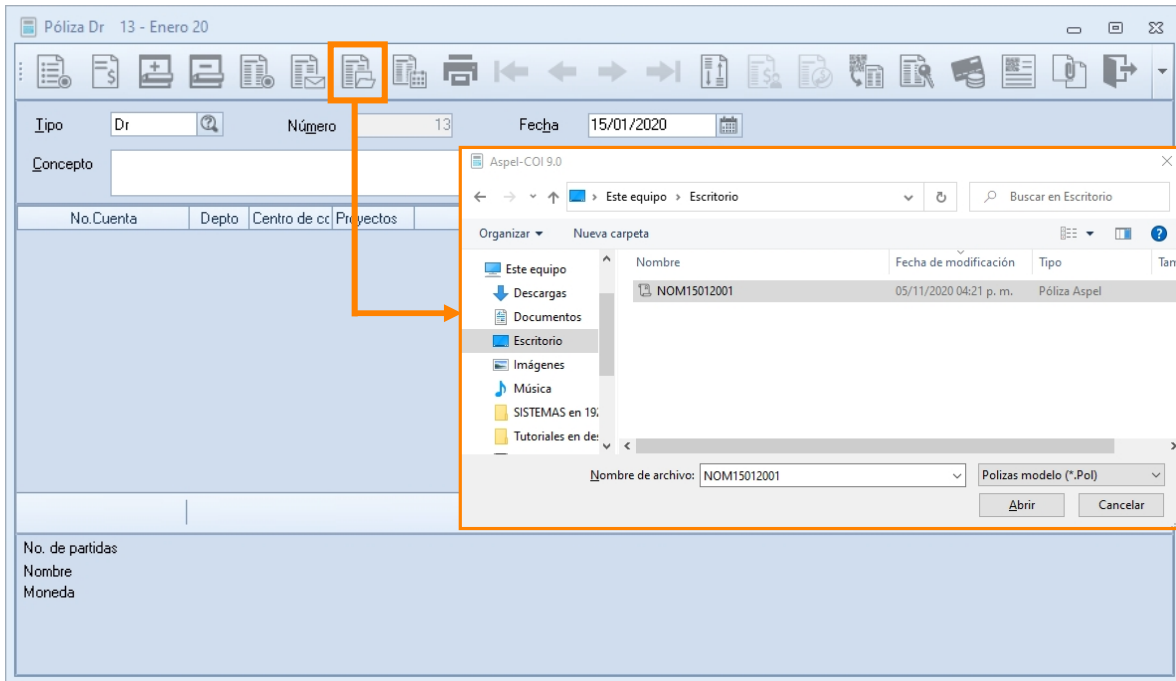 Póliza Dr 13 - Enero 20
Tipo Dr Número 13 Fecha 15/01/2020
Concepto
No.Cuenta Depto Centro de cc Proyectos
Aspel-COI 9.0
Este equipo > Escritorio
Buscar en Escritorio
Organizar Nueva carpeta
Nombre Fecha de modificación Tipo Tam
Este equipo
Descargas
Documentos
Escritorio
Imágenes
Música
SISTEMAS en 192
Tutoriales en de
NOM15012001 05/11/2020 04:21 p. m. Póliza Aspel
Nombre de archivo: NOM15012001 Polizas modelo (*.Pol)
Abrir Cancelar
No. de partidas
Nombre
Moneda